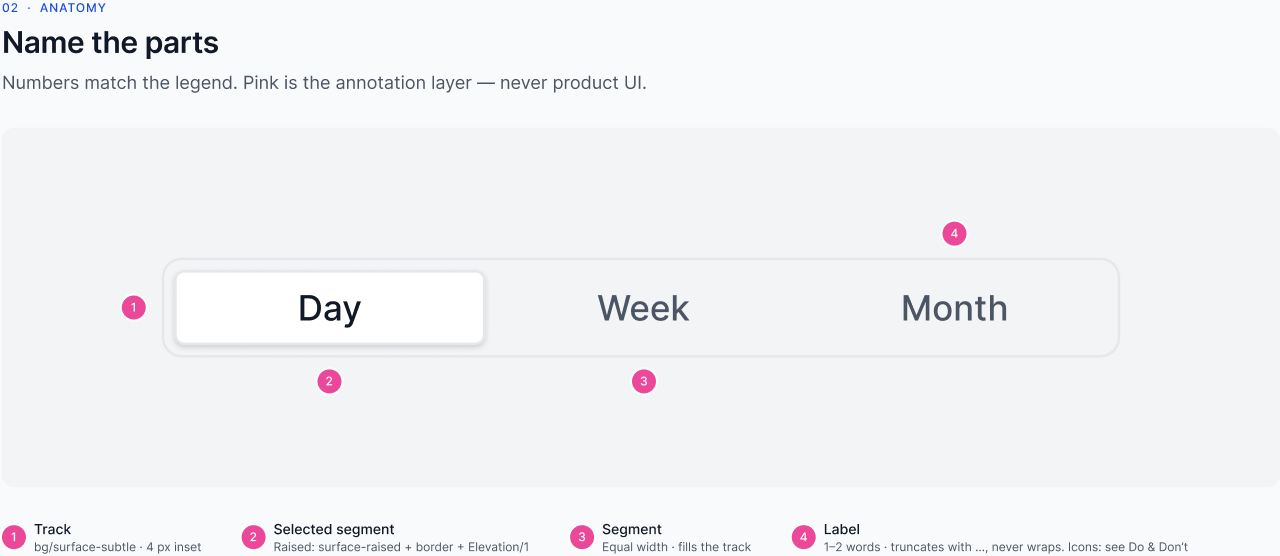 02 · ANATOMY
Name the parts
Numbers match the legend. Pink is the annotation layer — never product UI.
4
1
Day
Week
Month
2
3
1
Track
bg/surface-subtle · 4 px inset
2
Selected segment
Raised: surface-raised + border + Elevation/1
3
Segment
Equal width · fills the track
4
Label
1–2 words · truncates with …, never wraps. Icons: see Do & Don’t